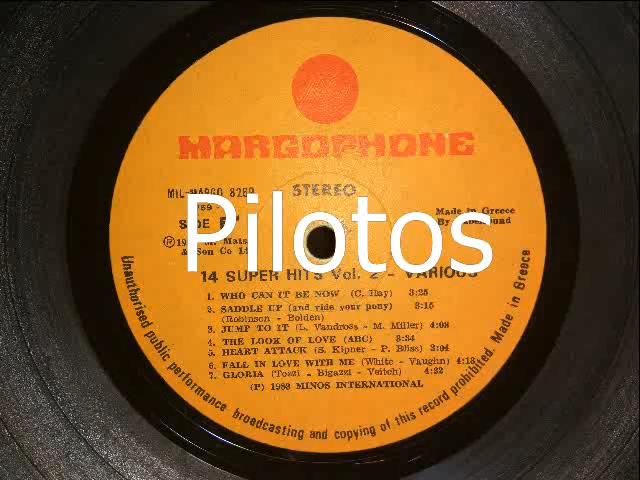 MARGOPHONE
MIL-MARGO 8289
STEREO
Made in Greece
SIDE
Pilotos
& Son Co
14 SUPER HITS Vol. 2 - VARIOUS
1. WHO CAN IT BE NOW (C. Hay) 3:25
2. SADDLE UP (and ride your pony) 3:15
(Robinson - Bolden)
3. JUMP TO IT (L. Vandross - M. Miller) 4:08
4. THE LOOK OF LOVE (ABC) 3:34
5. HEART ATTACK (S. Kipner - P. Bliss) 3:04
6. FALL IN LOVE WITH ME (White - Vaughn) 4:13
7. GLORIA (Tozzi - Bigazzi - Veitch) 4:22
(P) 1983 MINOS INTERNATIONAL
Unauthorised public performance broadcasting and copying of this record prohibited. Made in Greece